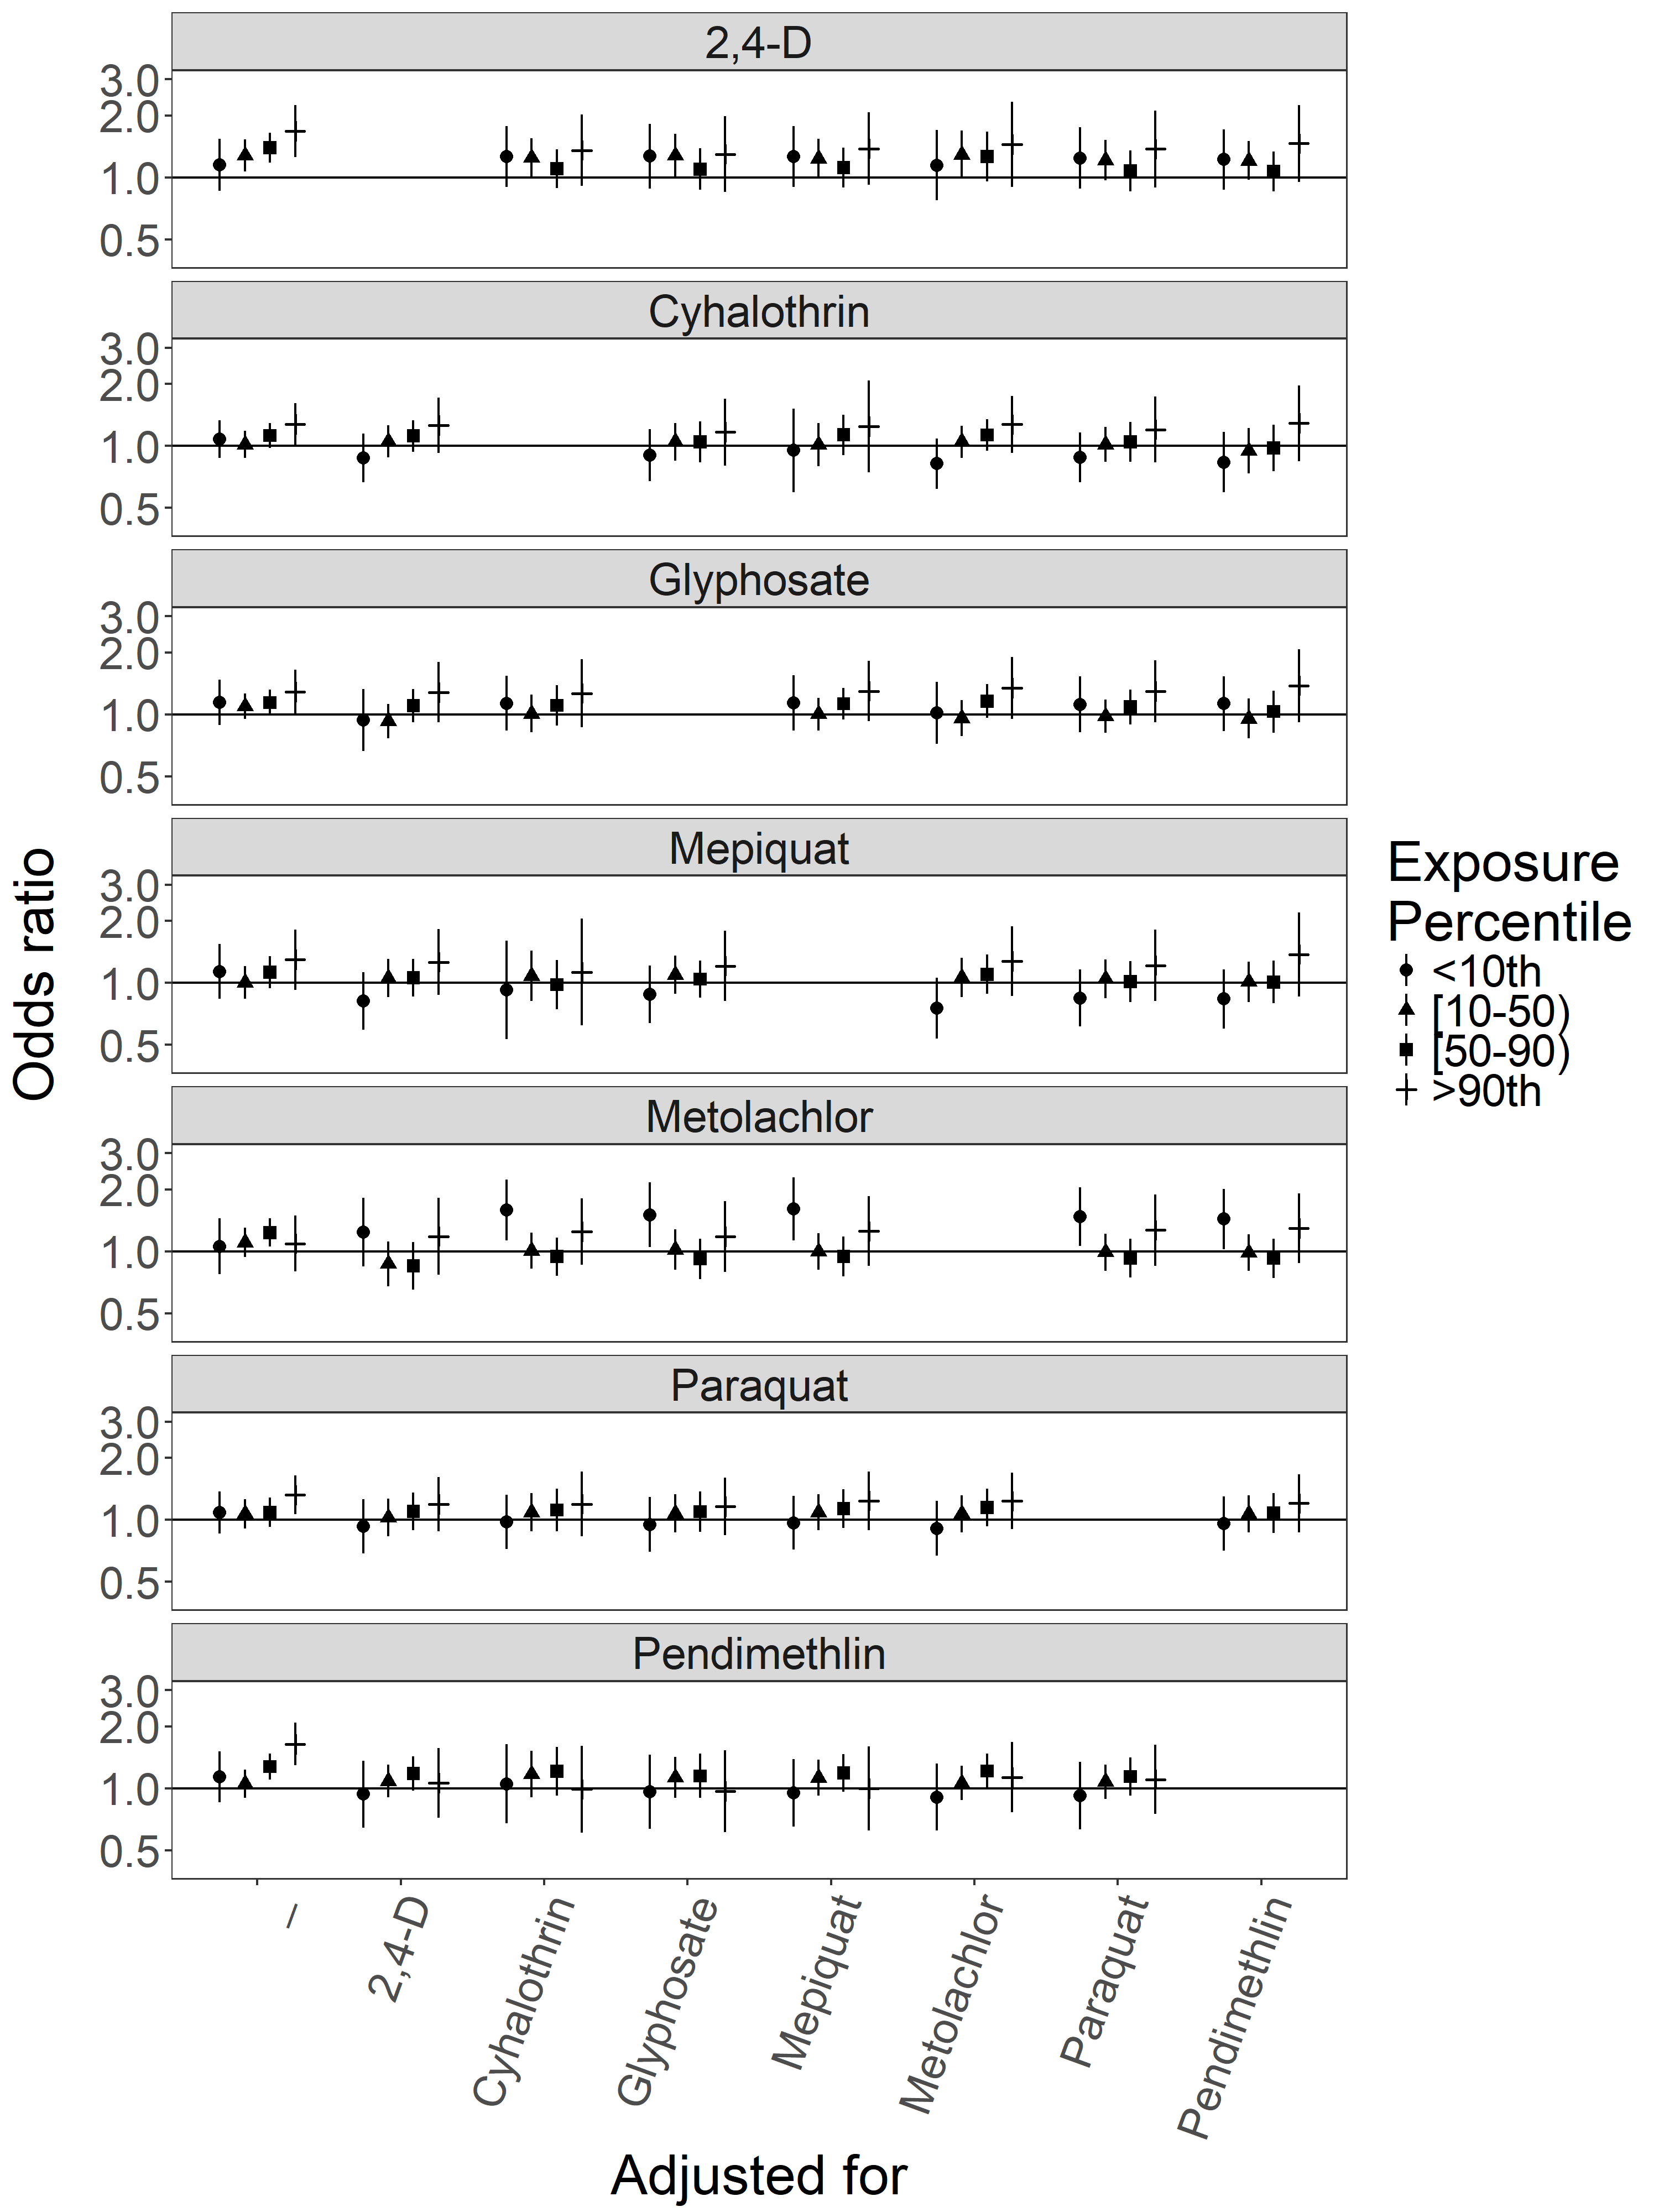 2,4-D
3.0
2.0
1.0
0.5
Cyhalothrin
3.0
2.0
1.0
0.5
Glyphosate
3.0
2.0
1.0
0.5
Mepiquat
3.0
2.0
1.0
0.5
Metolachlor
3.0
2.0
1.0
0.5
Paraquat
3.0
2.0
1.0
0.5
Pendimethlin
3.0
2.0
1.0
0.5
Odds ratio
–
2,4-D
Cyhalothrin
Glyphosate
Mepiquat
Metolachlor
Paraquat
Pendimethlin
Adjusted for
Exposure
Percentile
<10th
[10-50)
[50-90)
>90th